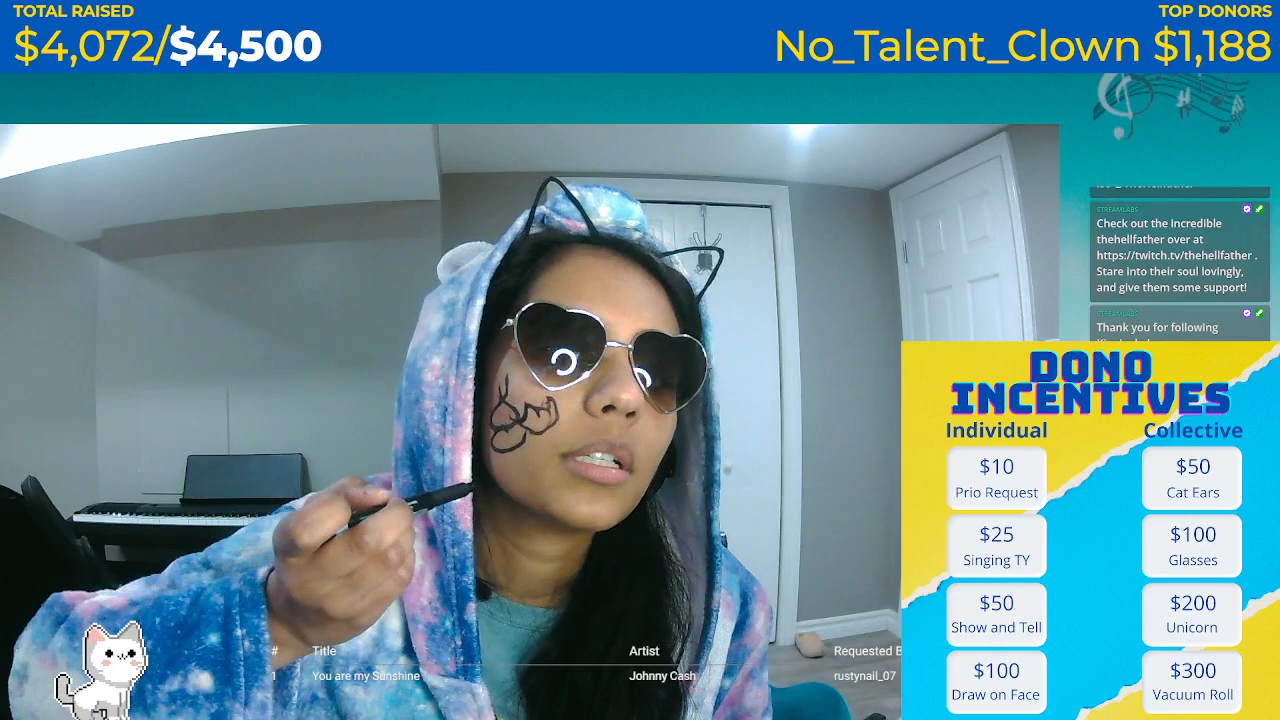 TOTAL RAISED
$4,072/$4,500
TOP DONORS
No_Talent_Clown $1,188
STREAMLABS
Check out the incredible
thehellfather over at
https://twitch.tv/thehellfather .
Stare into their soul lovingly,
and give them some support!
STREAMLABS
Thank you for following
DONO
INCENTIVES
Individual
Collective
$10
Prio Request
$50
Cat Ears
$25
Singing TY
$100
Glasses
$50
Show and Tell
$200
Unicorn
$100
Draw on Face
$300
Vacuum Roll
# Title Artist Requested B
1 You are my Sunshine Johnny Cash rustynail_07